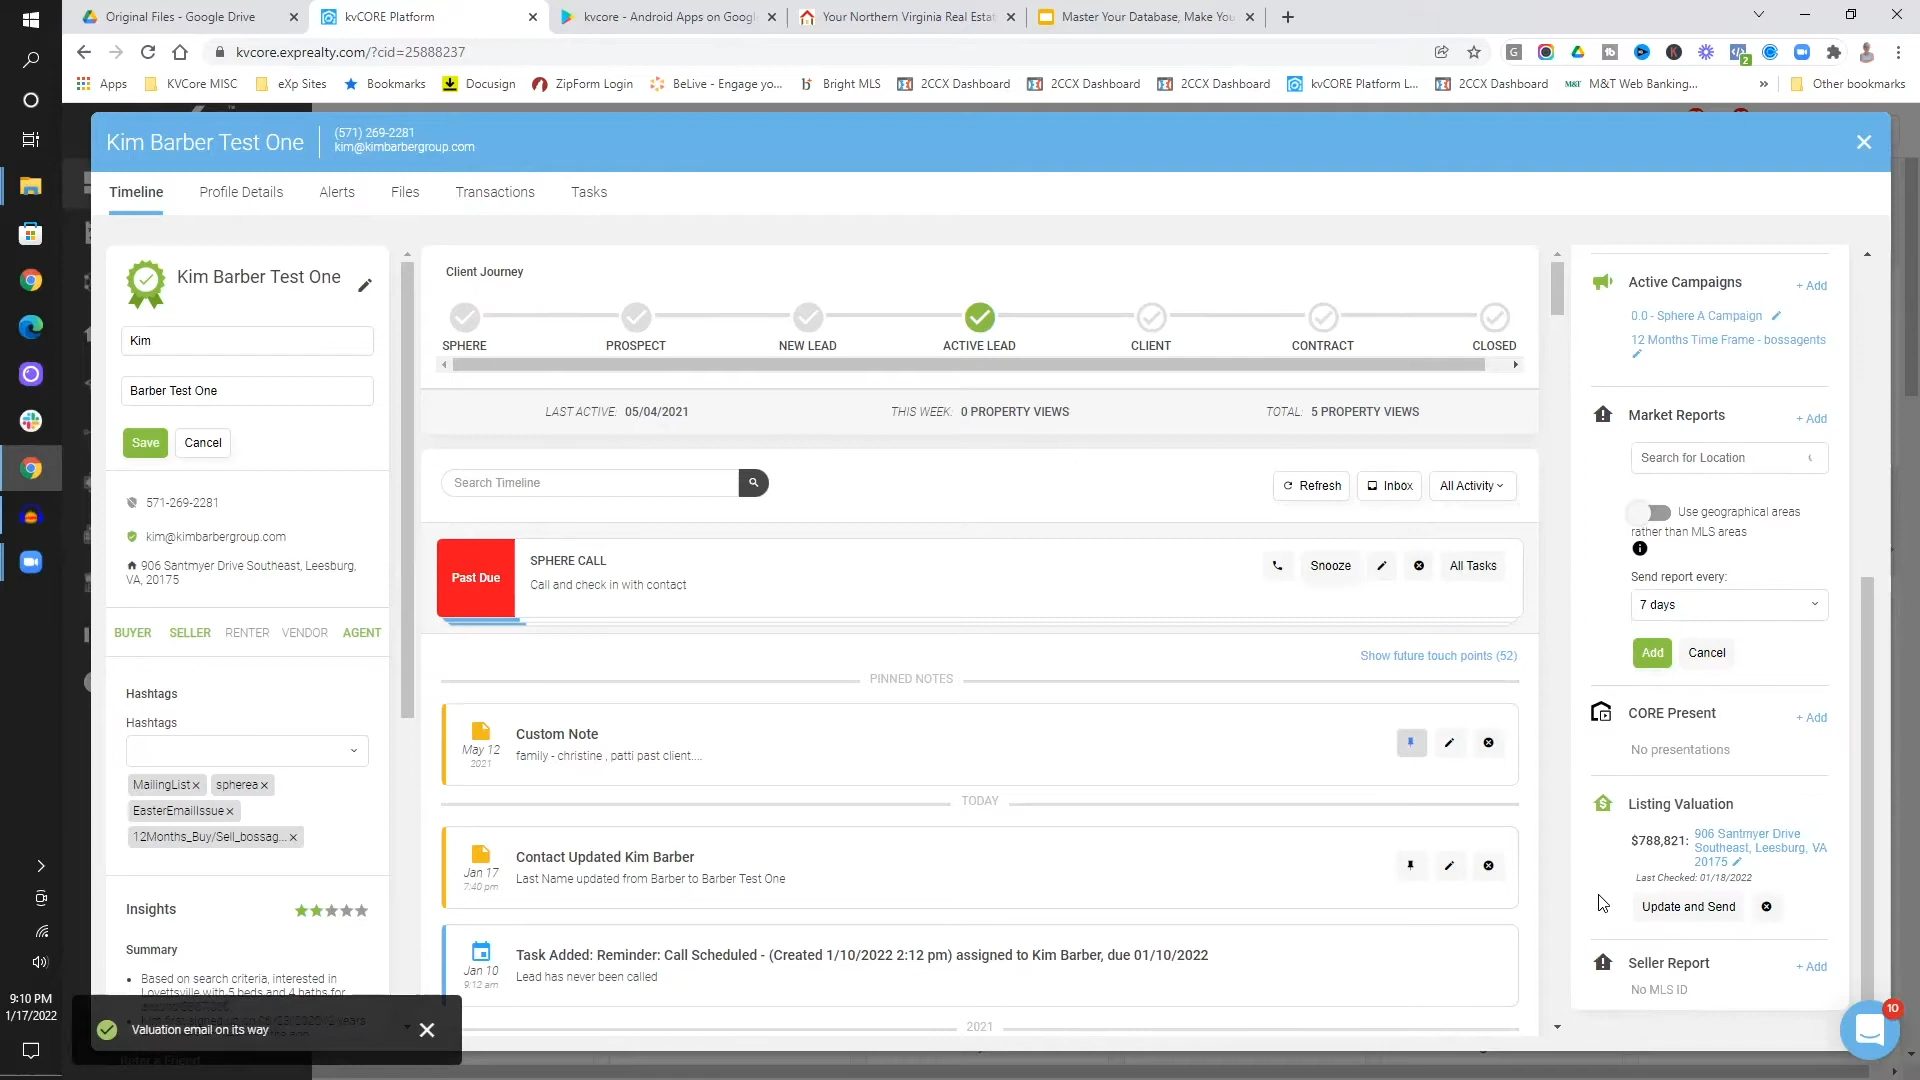 Original Files - Google Drive
kvCORE Platform
kvcore - Android Apps on Googl
Your Northern Virginia Real Estat
Master Your Database, Make You
kvcore.exprealty.com/?cid=25888237
Apps
KVCore MISC
eXp Sites
Bookmarks
Docusign
ZipForm Login
BeLive - Engage yo...
Bright MLS
2CCX Dashboard
2CCX Dashboard
2CCX Dashboard
kvCORE Platform L...
2CCX Dashboard
M&T Web Banking...
Other bookmarks
Kim Barber Test One
(571) 269-2281
kim@kimbarbergroup.com
Timeline
Profile Details
Alerts
Files
Transactions
Tasks
Kim Barber Test One
Kim
Barber Test One
Save
Cancel
571-269-2281
kim@kimbarbergroup.com
906 Santmyer Drive Southeast, Leesburg,
VA, 20175
BUYER SELLER RENTER VENDOR AGENT
Hashtags
Hashtags
MailingList
spherea
EasterEmailIssue
12Months_Buy/Sell_bossag...
Insights
Summary
Based on search criteria, interested in
Lovettsville with 5 beds and 4 baths for
Valuation email on its way
Client Journey
SPHERE
PROSPECT
NEW LEAD
ACTIVE LEAD
CLIENT
CONTRACT
CLOSED
LAST ACTIVE: 05/04/2021
THIS WEEK: 0 PROPERTY VIEWS
TOTAL: 5 PROPERTY VIEWS
Search Timeline
Refresh
Inbox
All Activity
Past Due
SPHERE CALL
Call and check in with contact
Snooze
All Tasks
Show future touch points (52)
PINNED NOTES
May 12
2021
Custom Note
family - christine , patti past client....
TODAY
Jan 17
7:40 pm
Contact Updated Kim Barber
Last Name updated from Barber to Barber Test One
Jan 10
9:12 am
Task Added: Reminder: Call Scheduled - (Created 1/10/2022 2:12 pm) assigned to Kim Barber, due 01/10/2022
Lead has never been called
2021
Active Campaigns
+ Add
0.0 - Sphere A Campaign
12 Months Time Frame - bossagents
Market Reports
+ Add
Search for Location
Use geographical areas
rather than MLS areas
Send report every:
7 days
Add
Cancel
CORE Present
+ Add
No presentations
Listing Valuation
$788,821:
906 Santmyer Drive
Southeast, Leesburg, VA
20175
Last Checked: 01/18/2022
Update and Send
Seller Report
+ Add
No MLS ID
10
2
9:10 PM
1/17/2022